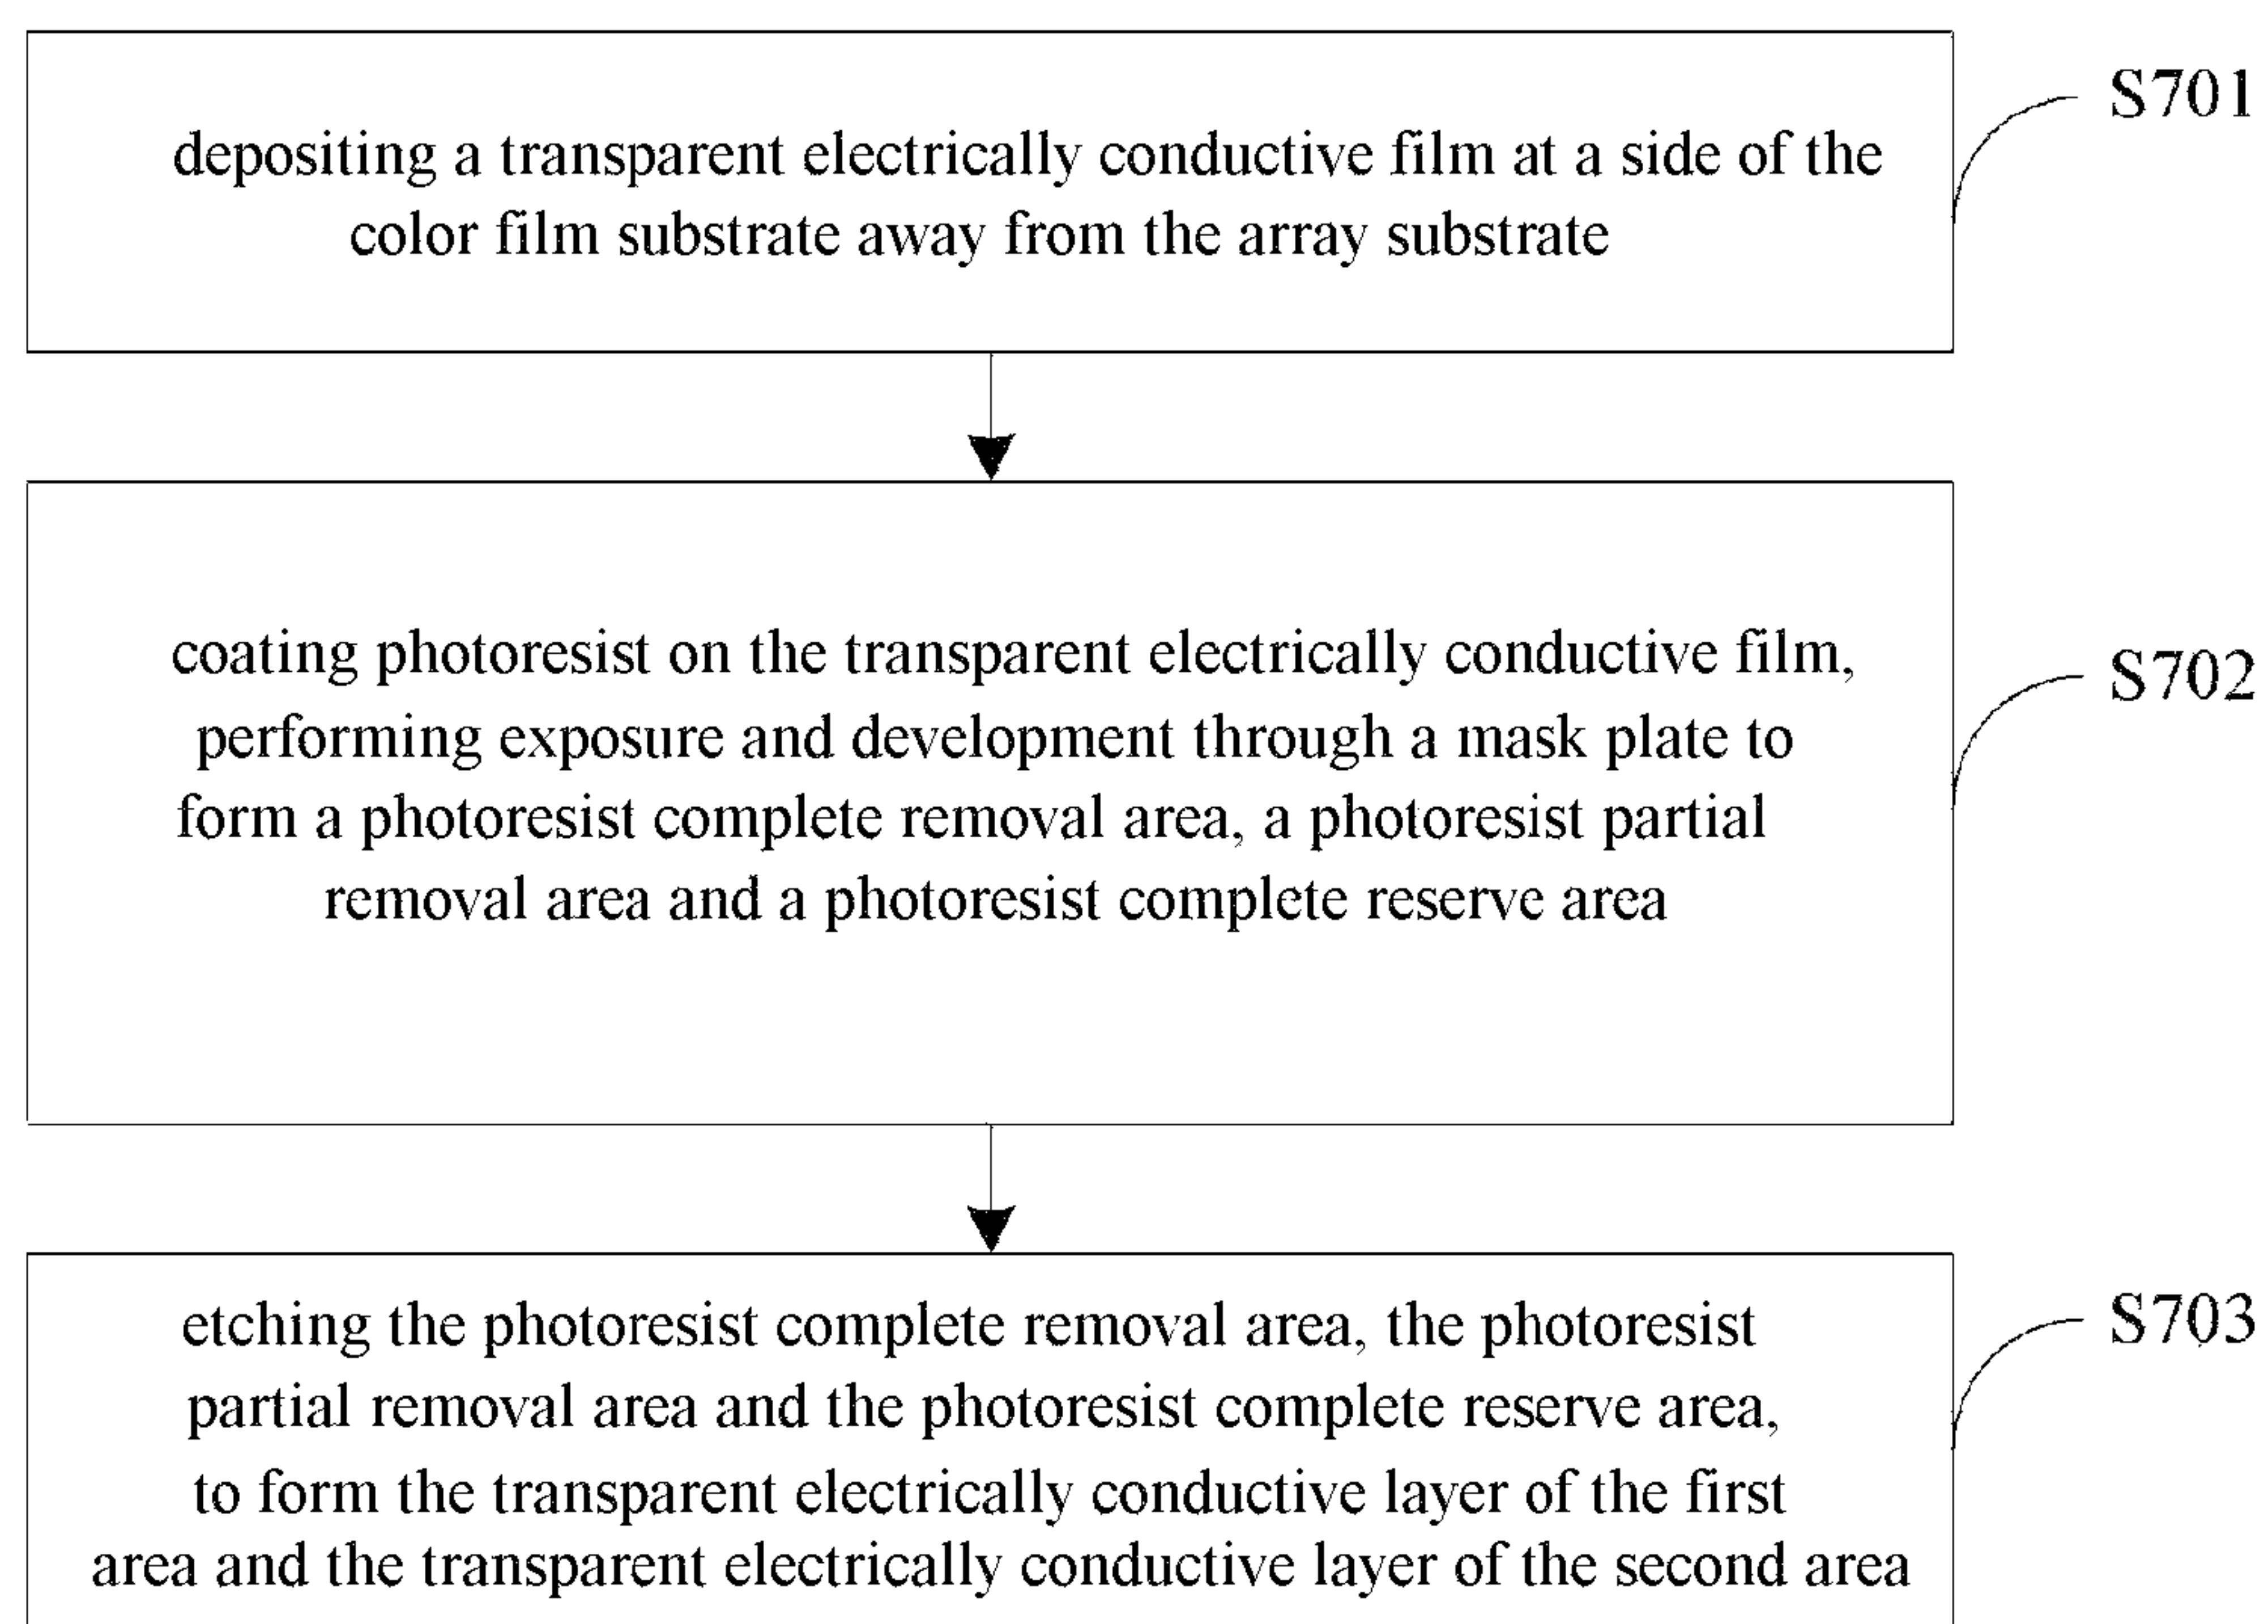 S701
depositing a transparent electrically conductive film at a side of the
color film substrate away from the array substrate
S702
coating photoresist on the transparent electrically conductive film,
performing exposure and development through a mask plate to
form a photoresist complete removal area, a photoresist partial
removal area and a photoresist complete reserve area
S703
etching the photoresist complete removal area, the photoresist
partial removal area and the photoresist complete reserve area,
to form the transparent electrically conductive layer of the first
area and the transparent electrically conductive layer of the second area